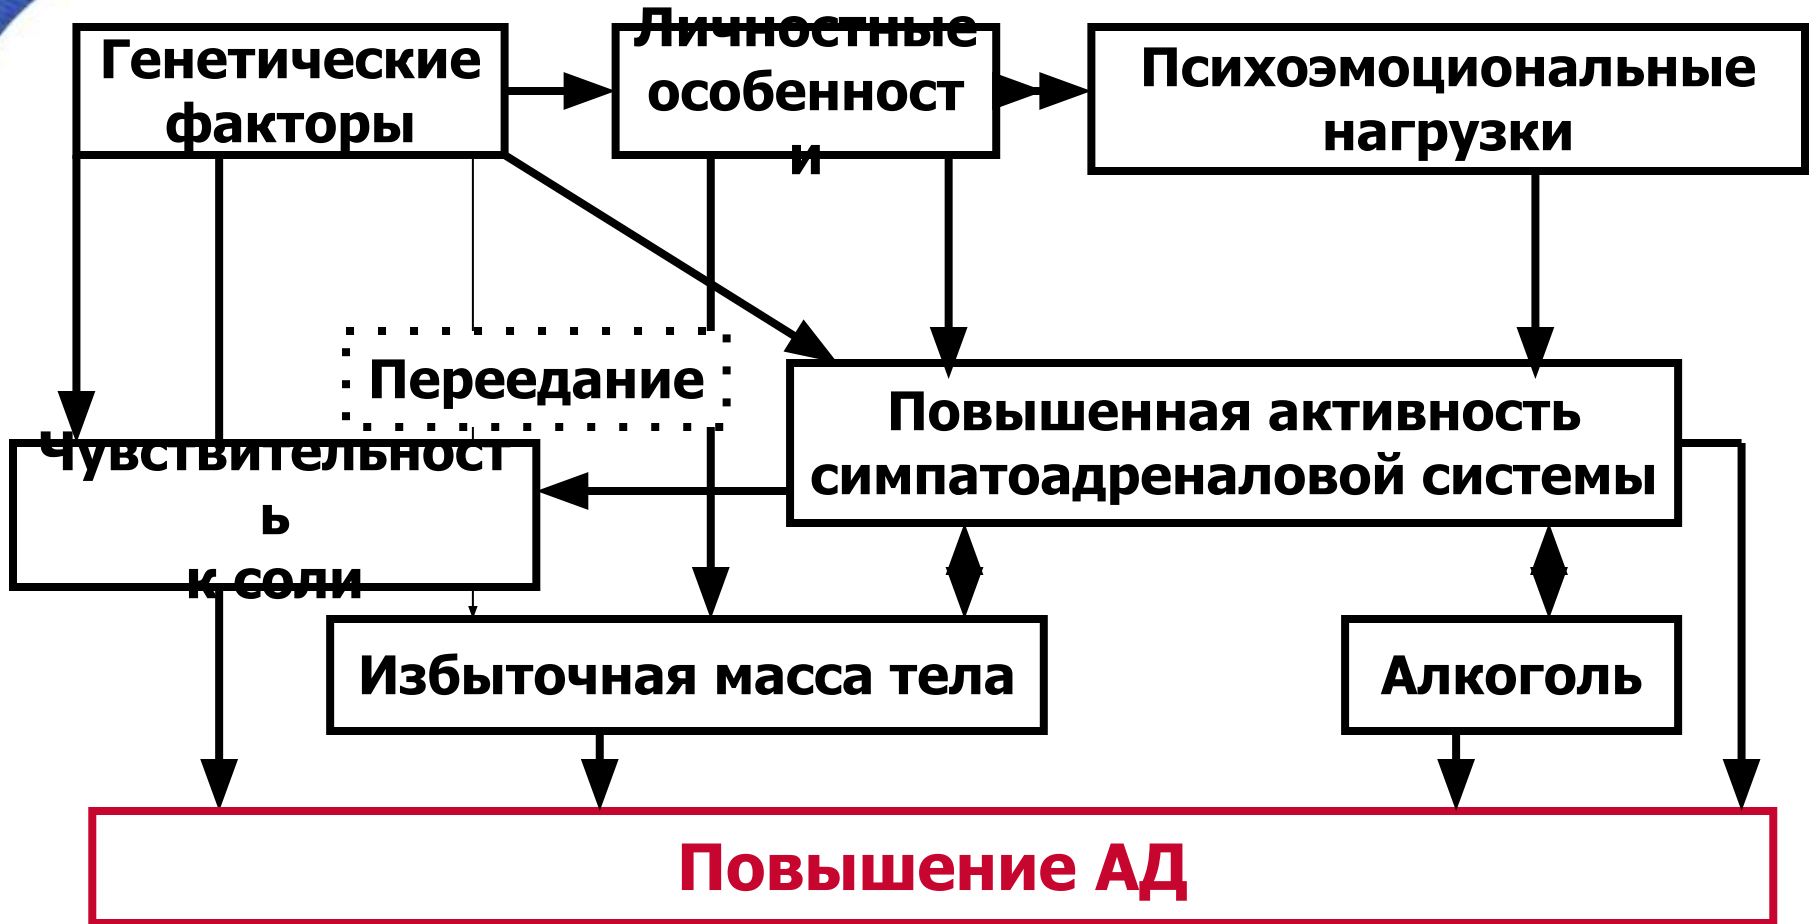 Генетические
факторы
Личностные
особенност
и
Психоэмоциональные
нагрузки
Переедание
Повышенная активность
симпатоадреналовой системы
Чувствительност
ь
к соли
Избыточная масса тела
Алкоголь
Повышение АД